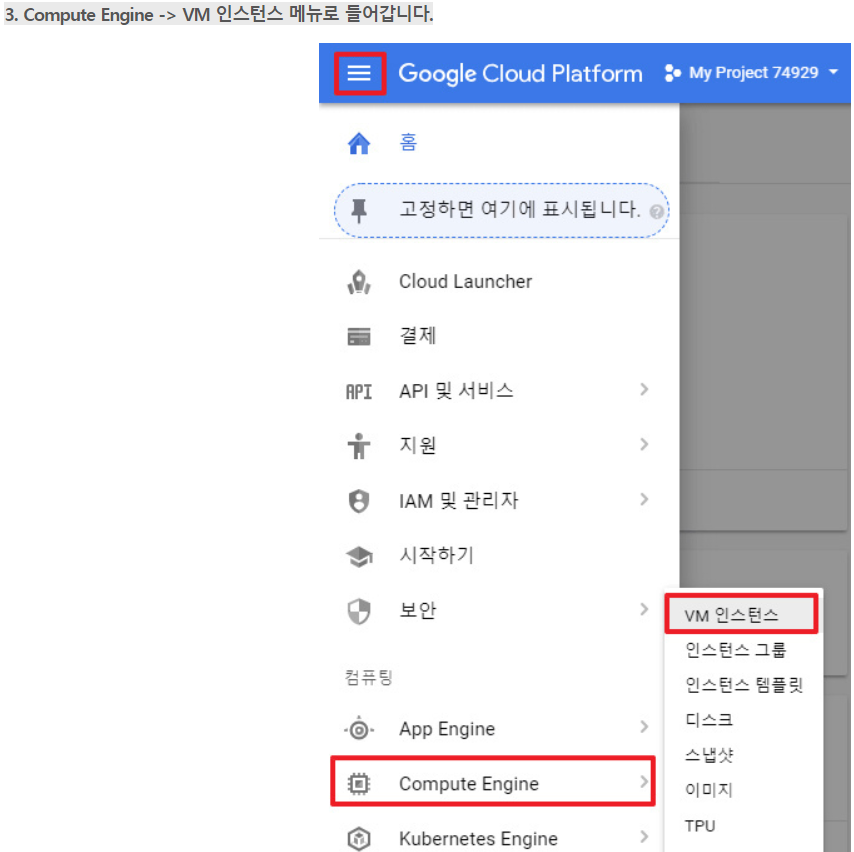 3. Compute Engine -> VM 인스턴스 메뉴로 들어갑니다.
Google Cloud Platform My Project 74929
홈
고정하면 여기에 표시됩니다. ?
Cloud Launcher
결제
API API 및 서비스
지원
IAM 및 관리자
시작하기
보안
컴퓨팅
App Engine
Compute Engine
Kubernetes Engine
VM 인스턴스
인스턴스 그룹
인스턴스 템플릿
디스크
스냅샷
이미지
TPU